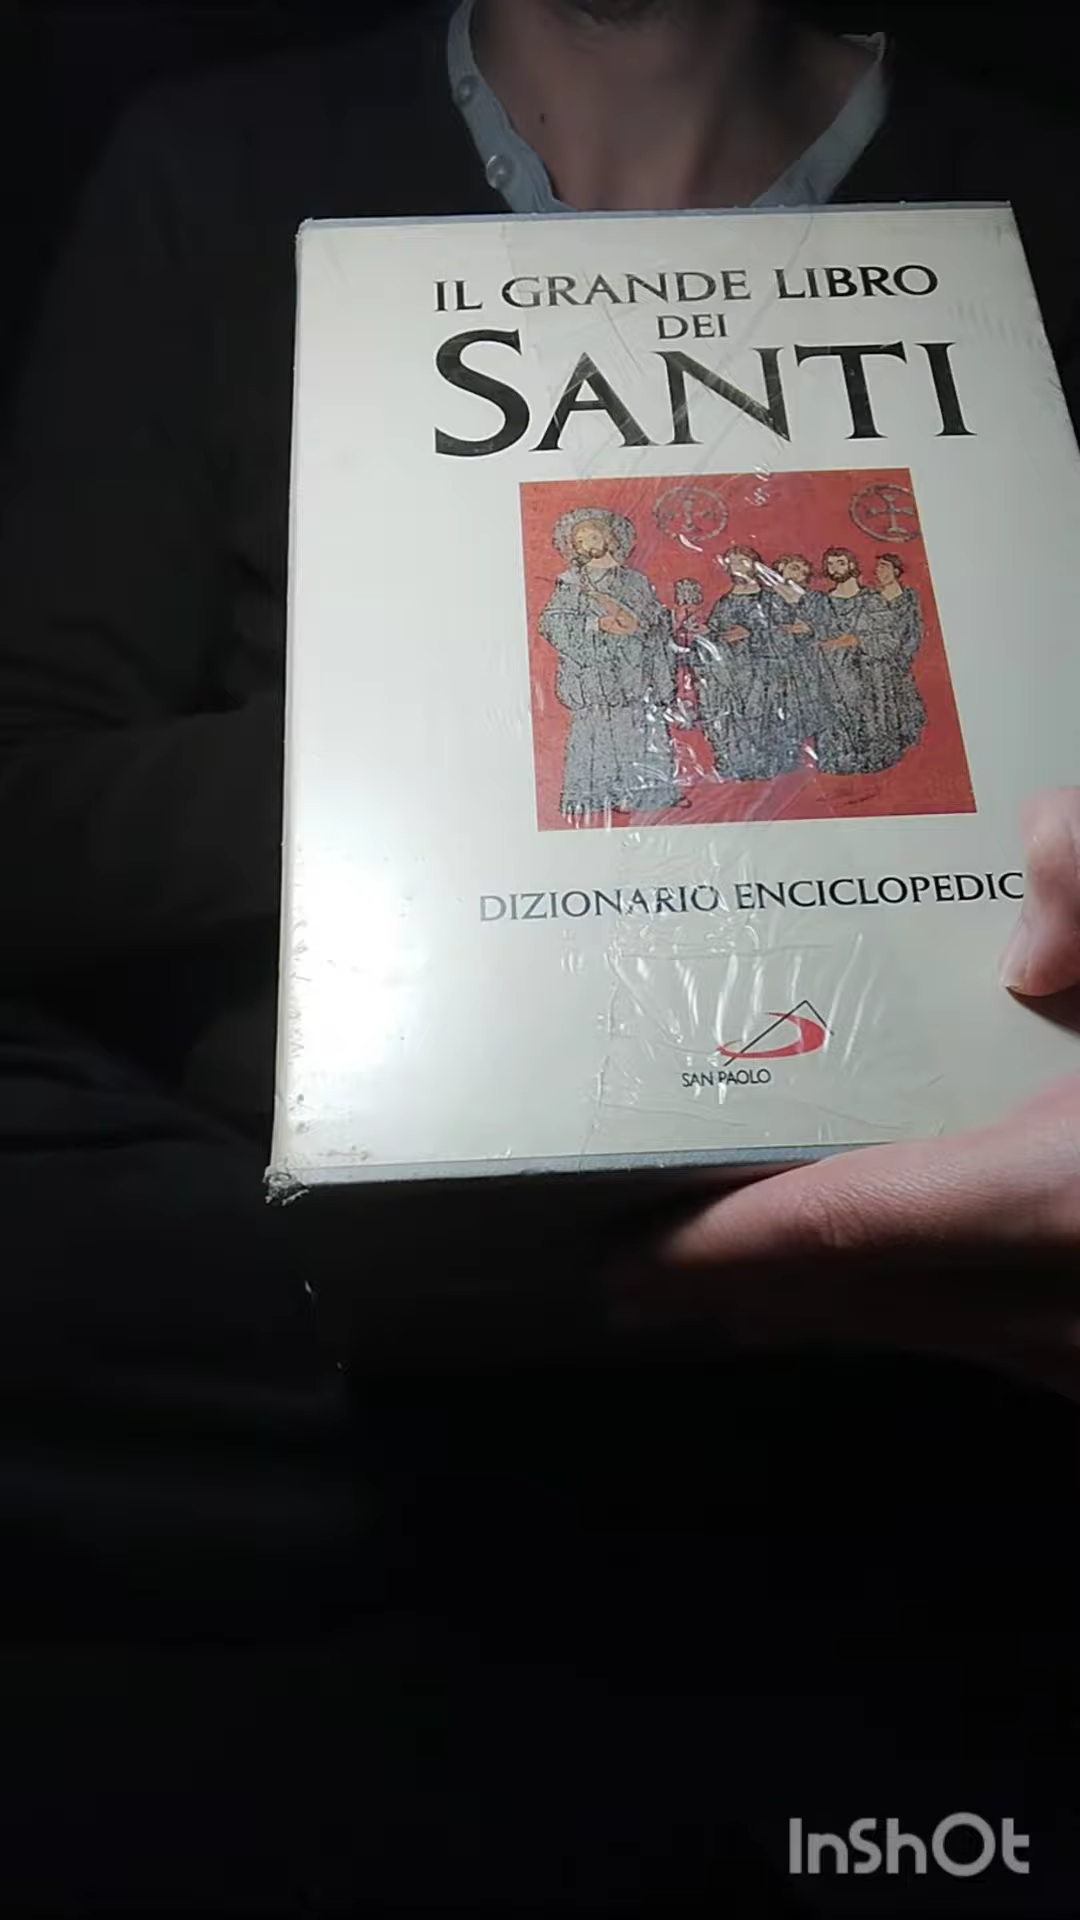 IL GRANDE LIBRO
DEI
SANTI
DIZIONARIO ENCICLOPEDIC
SAN PAOLO
InShOt